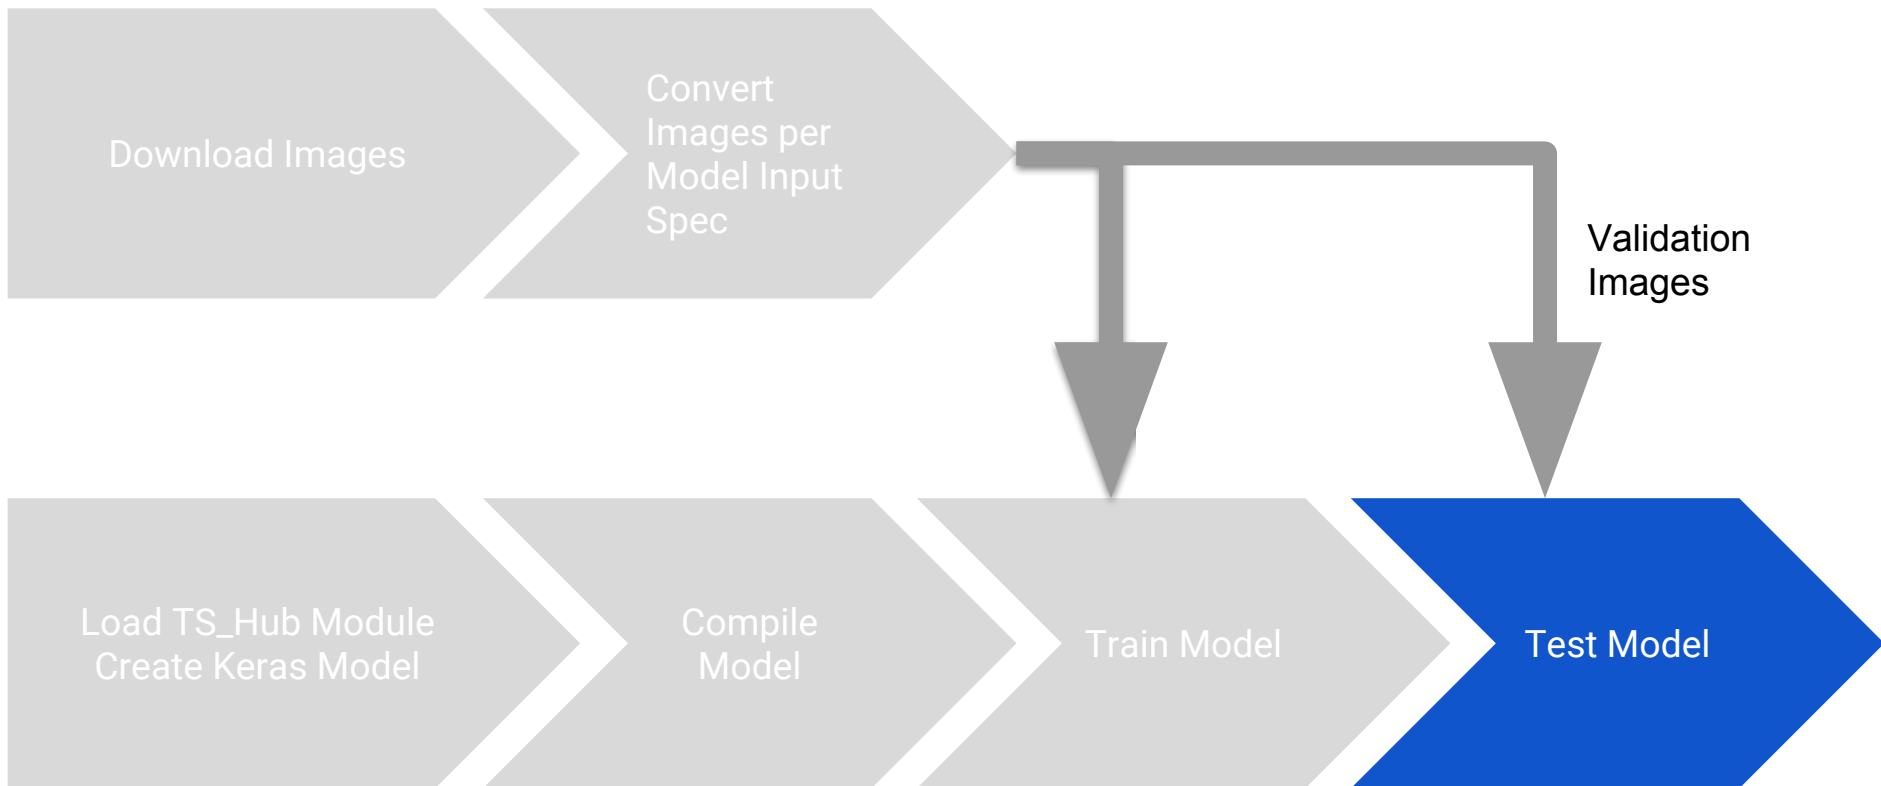 Download Images
Convert
Images per
Model Input
Spec
Validation
Images
Load TS_Hub Module
Create Keras Model
Compile
Model
Train Model
Test Model